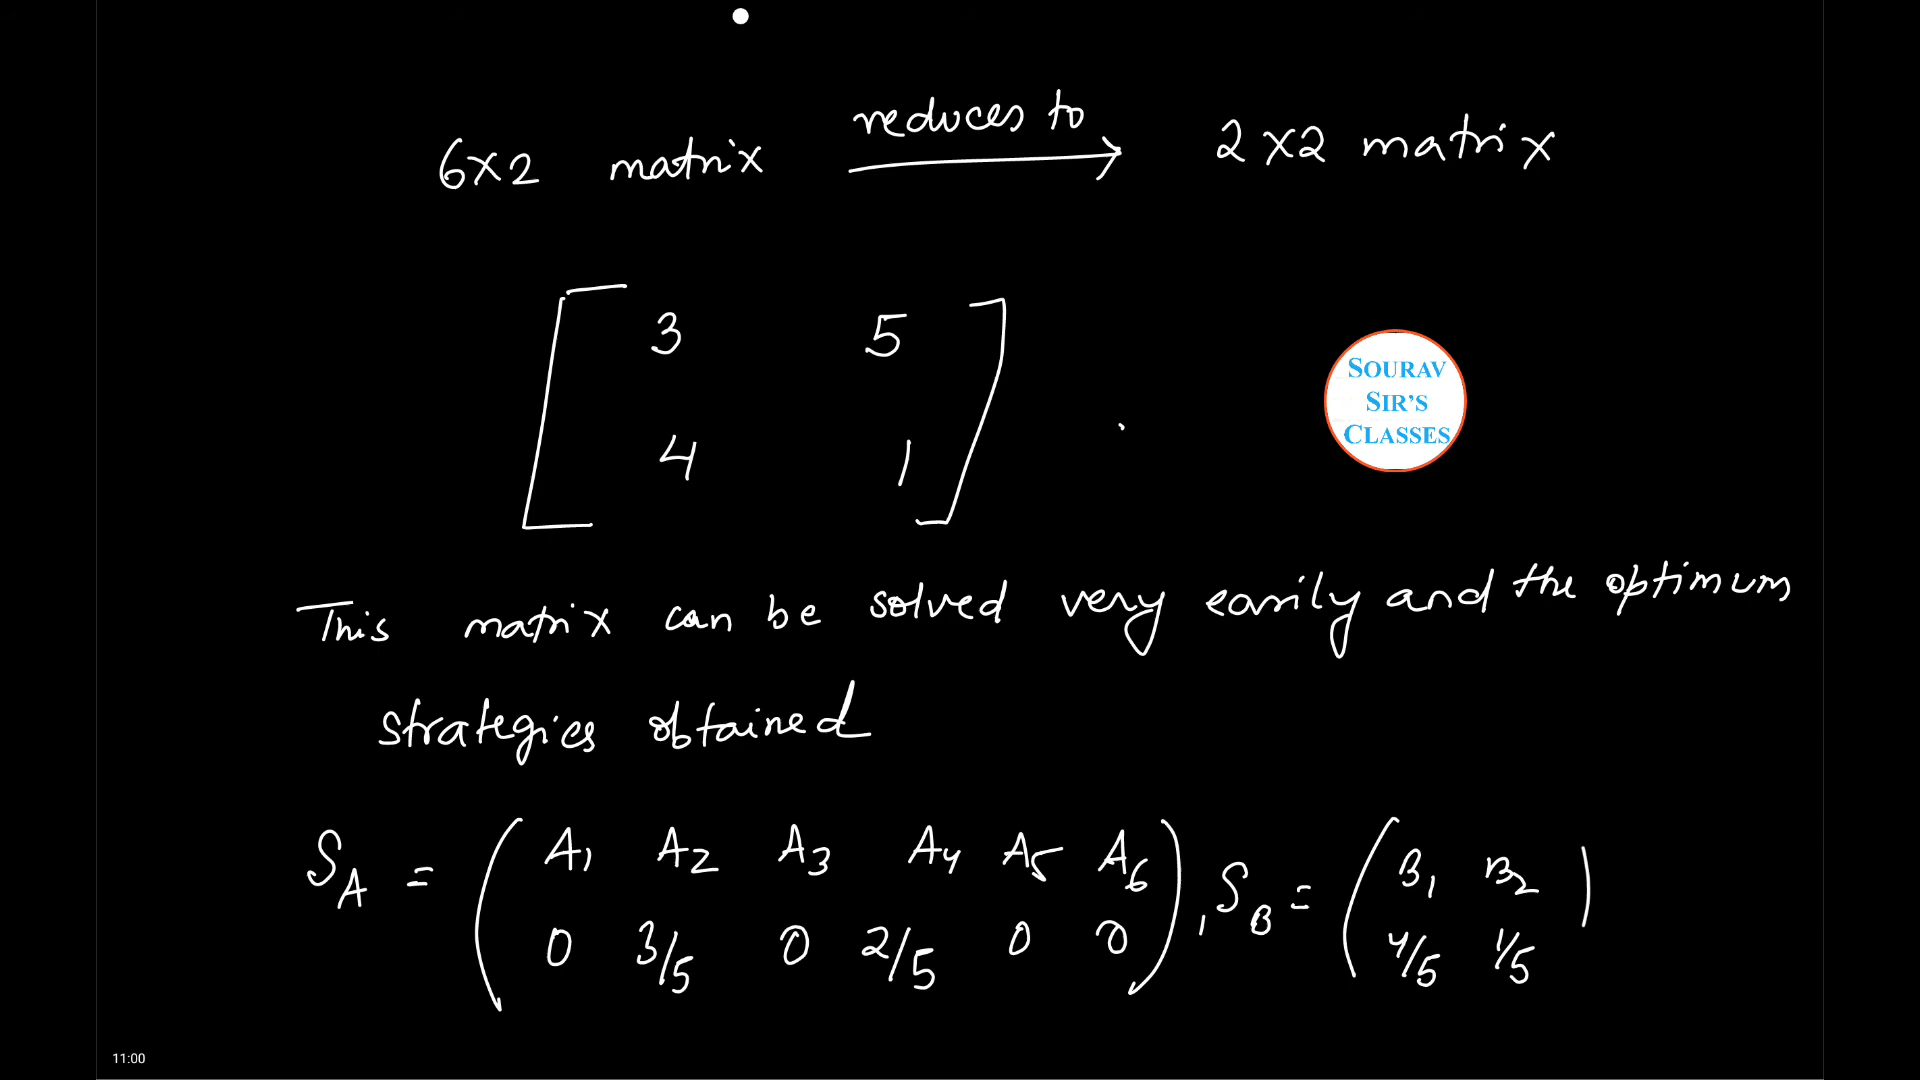 6x2 matrix reduces to 2x2 matrix
3 5
4 1
SOURAV
SIR'S
CLASSES
This matrix can be solved very easily and the optimum
strategies obtained
S_A = ( A1 A2 A3 A4 A5 A6 ), S_B = ( B1 B2 )
0 3/5 0 2/5 0 0 4/5 1/5
11:00